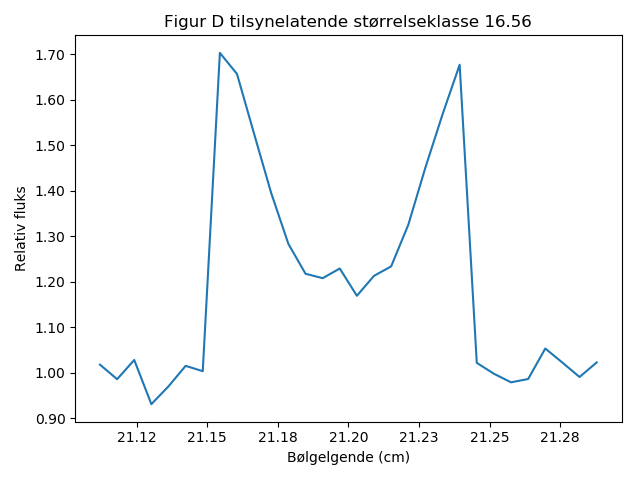 Figur D tilsynelatende størrelseklasse 16.56
1.70
1.60
1.50
1.40
1.30
1.20
1.10
1.00
0.90
Relativ fluks
21.12 21.15 21.18 21.20 21.23 21.25 21.28
Bølgelgende (cm)